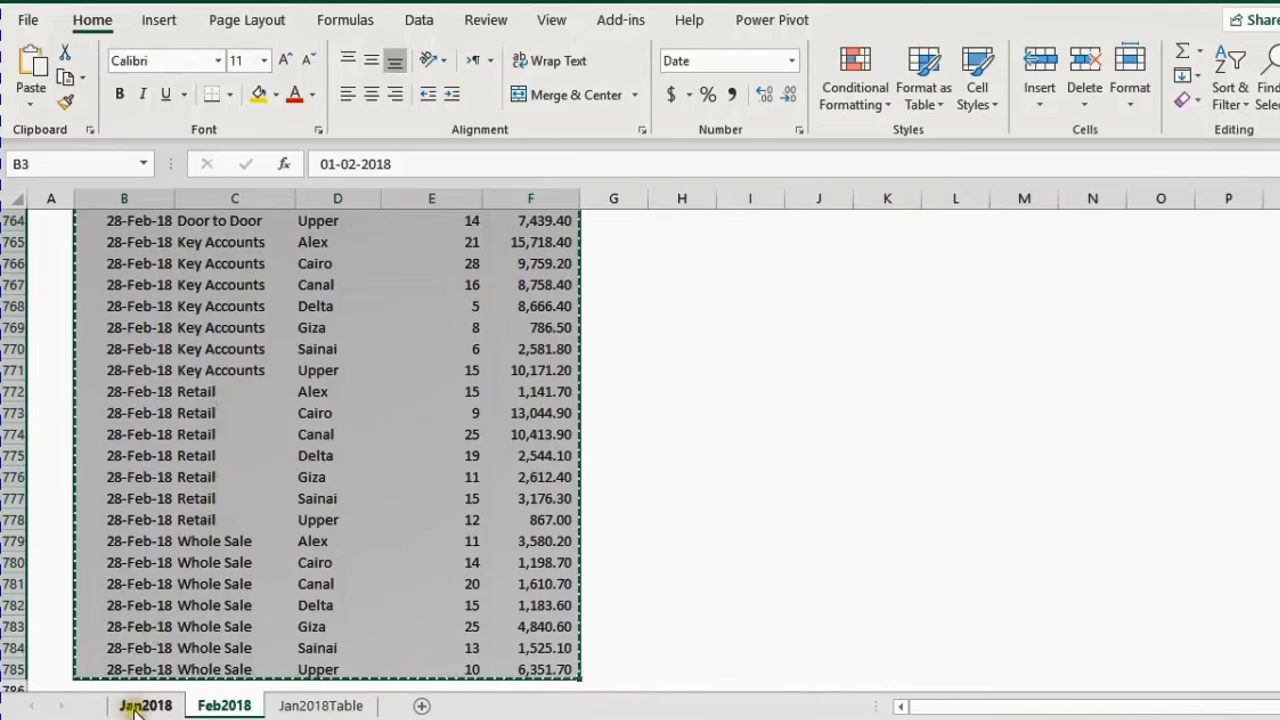 File Home Insert Page Layout Formulas Data Review View Add-ins Help Power Pivot Share
Calibri 11 Wrap Text Date
Paste Conditional Format as Cell Insert Delete Format Sort &
B I U Merge & Center $ % Formatting Table Styles Filter
Clipboard Font Alignment Number Styles Cells Editing
B3 fx 01-02-2018
A B C D E F G H I J K L M N O P
764 28-Feb-18 Door to Door Upper 14 7,439.40
765 28-Feb-18 Key Accounts Alex 21 15,718.40
766 28-Feb-18 Key Accounts Cairo 28 9,759.20
767 28-Feb-18 Key Accounts Canal 16 8,758.40
768 28-Feb-18 Key Accounts Delta 5 8,666.40
769 28-Feb-18 Key Accounts Giza 8 786.50
770 28-Feb-18 Key Accounts Sainai 6 2,581.80
771 28-Feb-18 Key Accounts Upper 15 10,171.20
772 28-Feb-18 Retail Alex 15 1,141.70
773 28-Feb-18 Retail Cairo 9 13,044.90
774 28-Feb-18 Retail Canal 25 10,413.90
775 28-Feb-18 Retail Delta 19 2,544.10
776 28-Feb-18 Retail Giza 11 2,612.40
777 28-Feb-18 Retail Sainai 15 3,176.30
778 28-Feb-18 Retail Upper 12 867.00
779 28-Feb-18 Whole Sale Alex 11 3,580.20
780 28-Feb-18 Whole Sale Cairo 14 1,198.70
781 28-Feb-18 Whole Sale Canal 20 1,610.70
782 28-Feb-18 Whole Sale Delta 15 1,183.60
783 28-Feb-18 Whole Sale Giza 25 4,840.60
784 28-Feb-18 Whole Sale Sainai 13 1,525.10
785 28-Feb-18 Whole Sale Upper 10 6,351.70
786
Jan2018 Feb2018 Jan2018Table